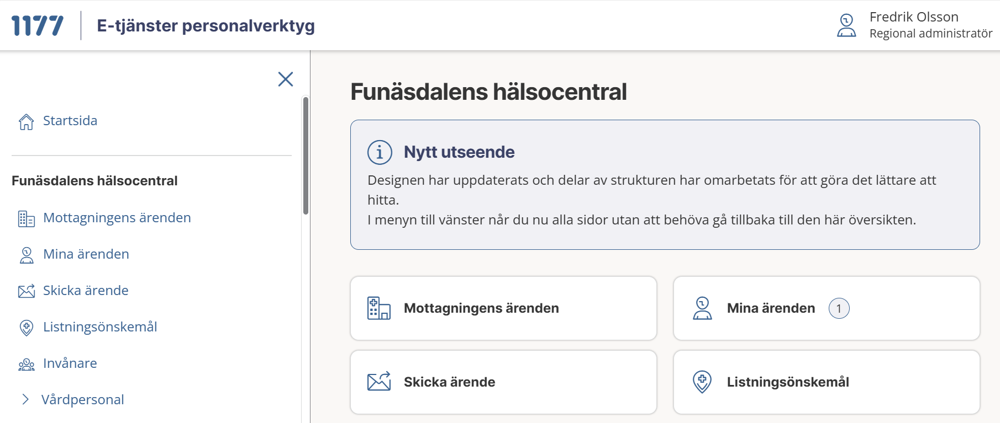 1177
E-tjänster personalverktyg
Fredrik Olsson
Regional administratör
Startsida
Funäsdalens hälsocentral
Mottagningens ärenden
Mina ärenden
Skicka ärende
Listningsönskemål
Invånare
Vårdpersonal
Funäsdalens hälsocentral
Nytt utseende
Designen har uppdaterats och delar av strukturen har omarbetats för att göra det lättare att
hitta.
I menyn till vänster når du nu alla sidor utan att behöva gå tillbaka till den här översikten.
Mottagningens ärenden
Mina ärenden 1
Skicka ärende
Listningsönskemål